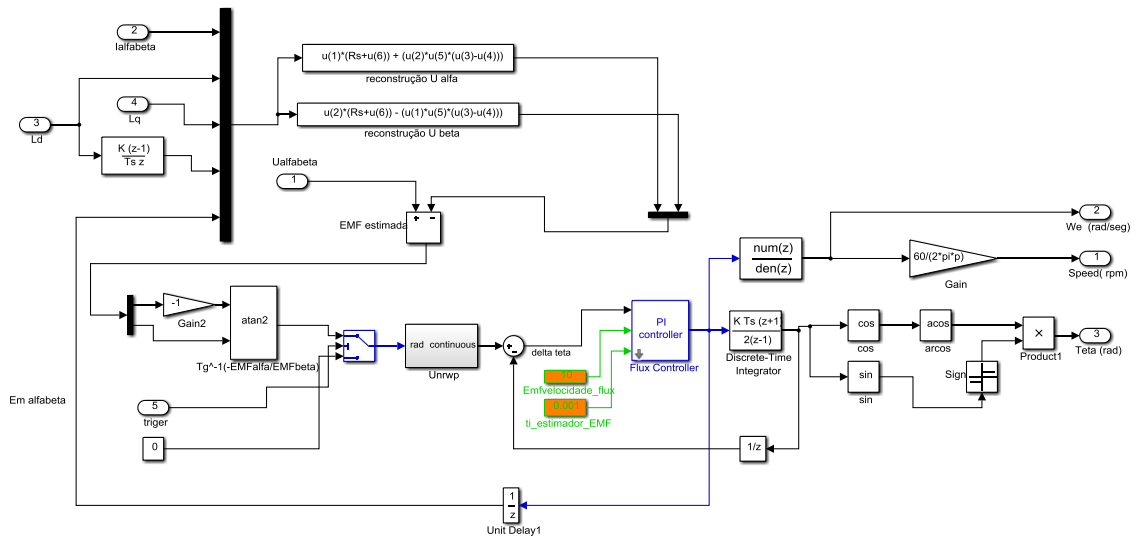 2
Ialfabeta
4
Lq
3
Ld
K (z-1)
Ts z
u(1)*(Rs+u(6)) + (u(2)*u(5)*(u(3)-u(4)))
reconstrução U alfa
u(2)*(Rs+u(6)) - (u(1)*u(5)*(u(3)-u(4)))
reconstrução U beta
Ualfabeta
1
EMF estimada
+ -
-1
Gain2
atan2
Tg^-1(-EMFalfa/EMFbeta)
5
triger
0
Em alfabeta
rad continuous
Unrwp
+
-
delta teta
10
Emfvelocidade_flux
0.001
ti_estimador_EMF
PI
controller
Flux Controller
num(z)
den(z)
60/(2*pi*p)
Gain
2
We (rad/seg)
1
Speed( rpm)
K Ts (z+1)
2(z-1)
Discrete-Time
Integrator
cos
cos
acos
arcos
sin
sin
Sign
×
Product1
3
Teta (rad)
1/z
1
z
Unit Delay1